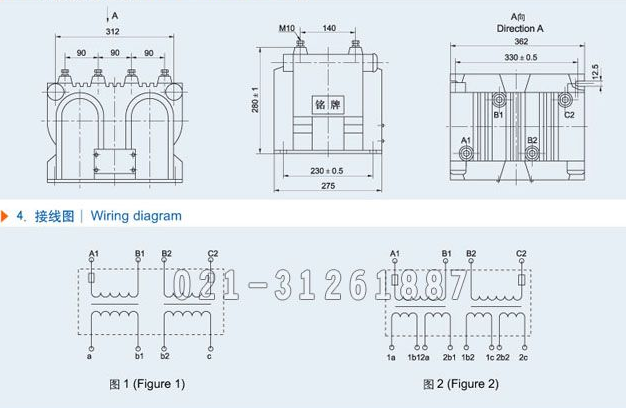 A
312
90 90 90
M10 140
280±1
铭牌
230±0.5
275
A向
Direction A
362
330±0.5
12.5
B1 C2
A1 B2
4. 接线图 | Wiring diagram
A1 B1 B2 C2
a b1 b2 c
图1 (Figure 1)
A1 B1 B2 C2
1a 1b1 2a 2b1 1b2 1c 2b2 2c
图2 (Figure 2)
021-31261887